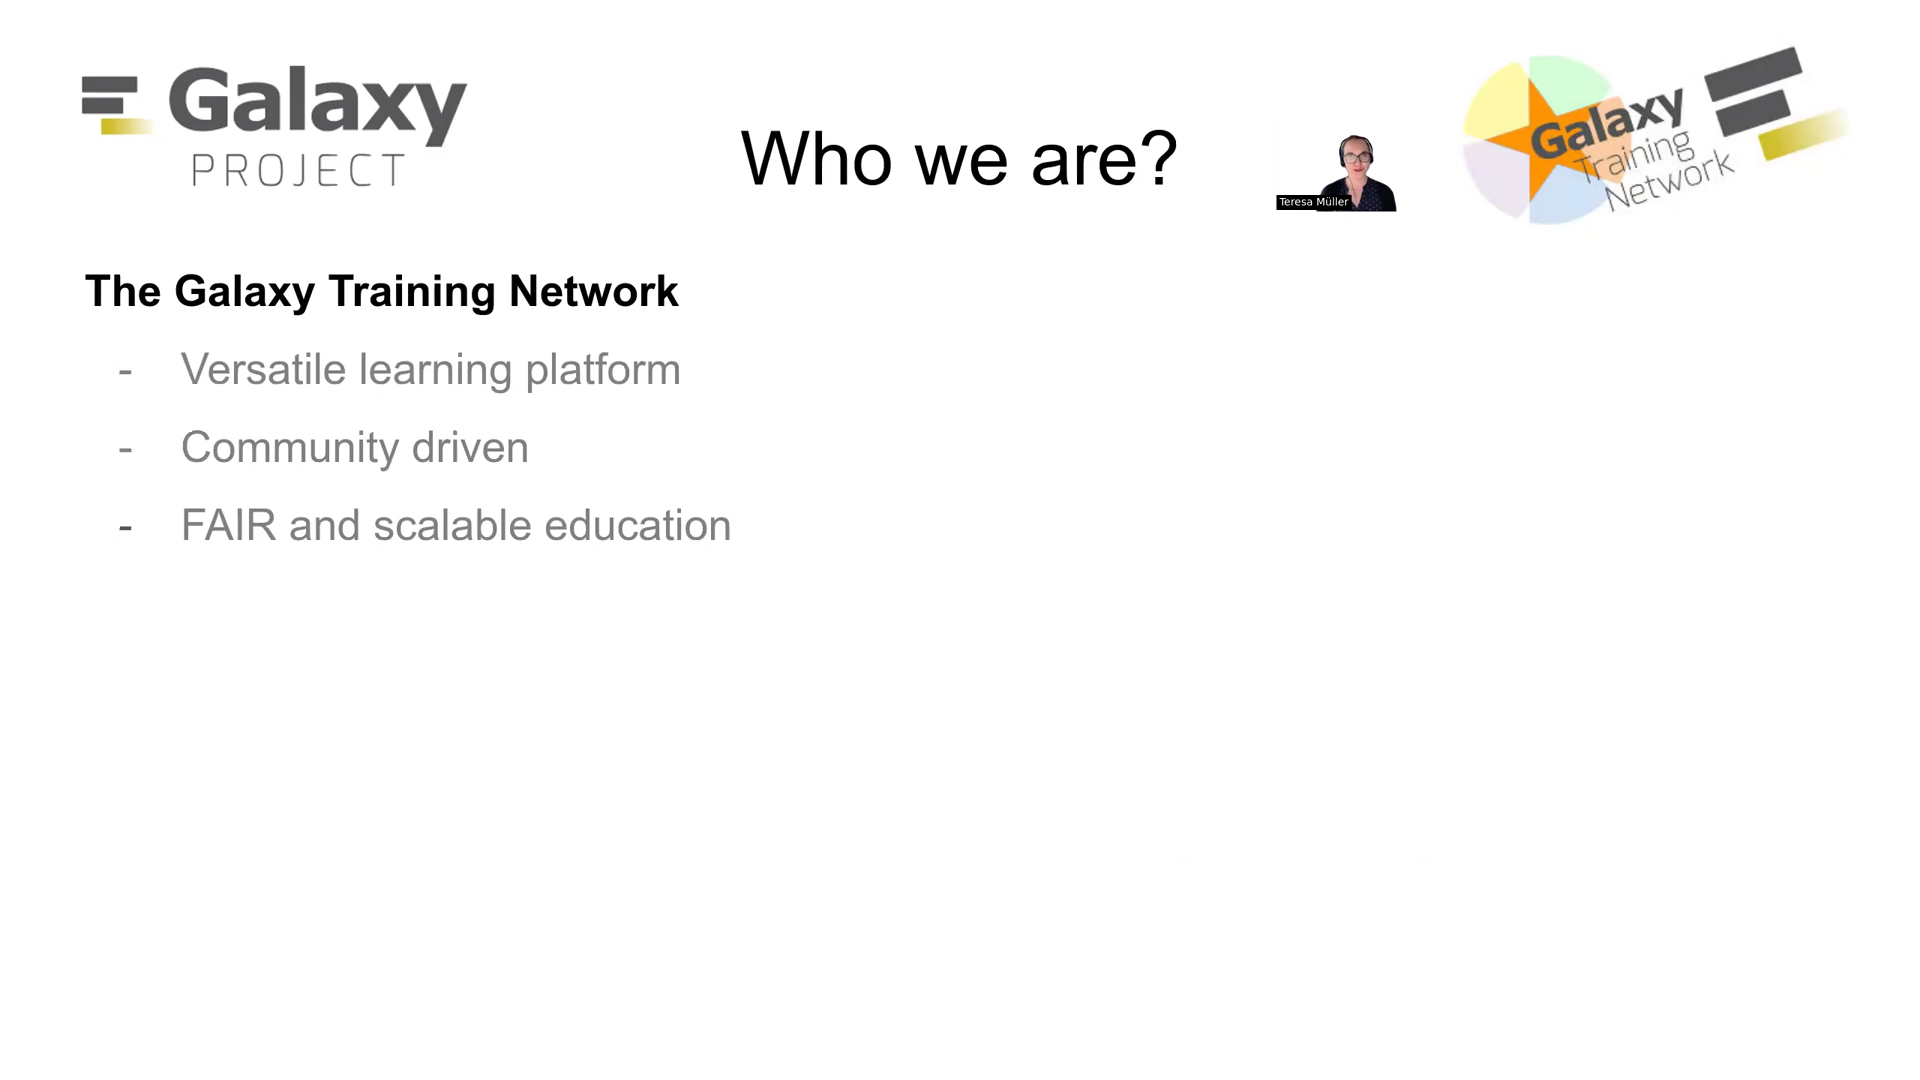 Galaxy
PROJECT
Who we are?
Teresa Müller
Galaxy
Training
Network
The Galaxy Training Network
- Versatile learning platform
- Community driven
- FAIR and scalable education